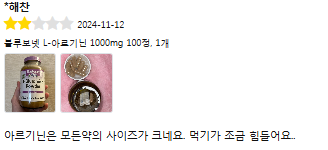 *해찬
2024-11-12
블루보넷 L-아르기닌 1000mg 100정, 1개
아르기닌은 모든약의 사이즈가 크네요. 먹기가 조금 힘들어요..